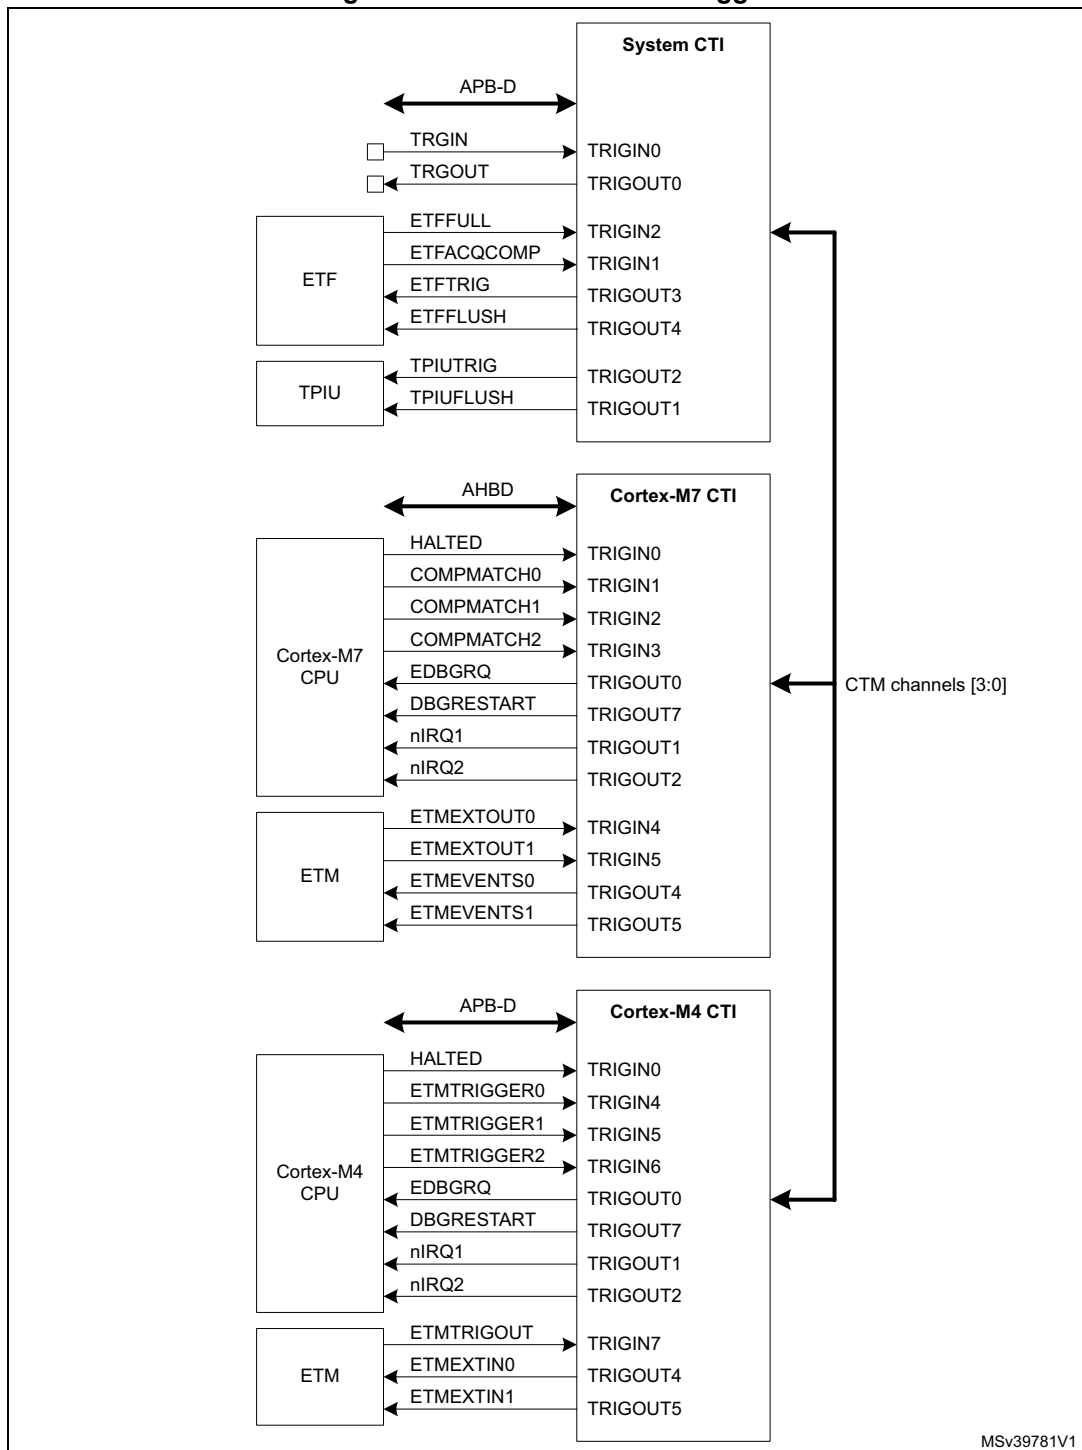 System CTI
APB-D
TRGIN
TRIGIN0
TRGOUT
TRIGOUT0
ETF
ETFFULL
TRIGIN2
ETFACQCOMP
TRIGIN1
ETFTRIG
TRIGOUT3
ETFFLUSH
TRIGOUT4
TPIU
TPIUTRIG
TRIGOUT2
TPIUFLUSH
TRIGOUT1
Cortex-M7 CTI
AHBD
Cortex-M7
CPU
HALTED
TRIGIN0
COMPMATCH0
TRIGIN1
COMPMATCH1
TRIGIN2
COMPMATCH2
TRIGIN3
EDBGRQ
TRIGOUT0
DBGRESTART
TRIGOUT7
nIRQ1
TRIGOUT1
nIRQ2
TRIGOUT2
CTM channels [3:0]
ETM
ETMEXTOUT0
TRIGIN4
ETMEXTOUT1
TRIGIN5
ETMEVENTS0
TRIGOUT4
ETMEVENTS1
TRIGOUT5
Cortex-M4 CTI
APB-D
Cortex-M4
CPU
HALTED
TRIGIN0
ETMTRIGGER0
TRIGIN4
ETMTRIGGER1
TRIGIN5
ETMTRIGGER2
TRIGIN6
EDBGRQ
TRIGOUT0
DBGRESTART
TRIGOUT7
nIRQ1
TRIGOUT1
nIRQ2
TRIGOUT2
ETM
ETMTRIGOUT
TRIGIN7
ETMEXTIN0
TRIGOUT4
ETMEXTIN1
TRIGOUT5
MSv39781V1